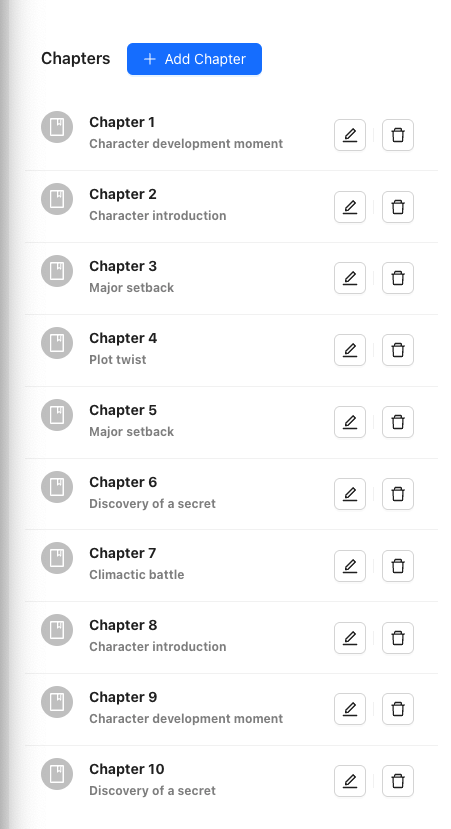 Chapters
Add Chapter
Chapter 1
Character development moment
Chapter 2
Character introduction
Chapter 3
Major setback
Chapter 4
Plot twist
Chapter 5
Major setback
Chapter 6
Discovery of a secret
Chapter 7
Climactic battle
Chapter 8
Character introduction
Chapter 9
Character development moment
Chapter 10
Discovery of a secret